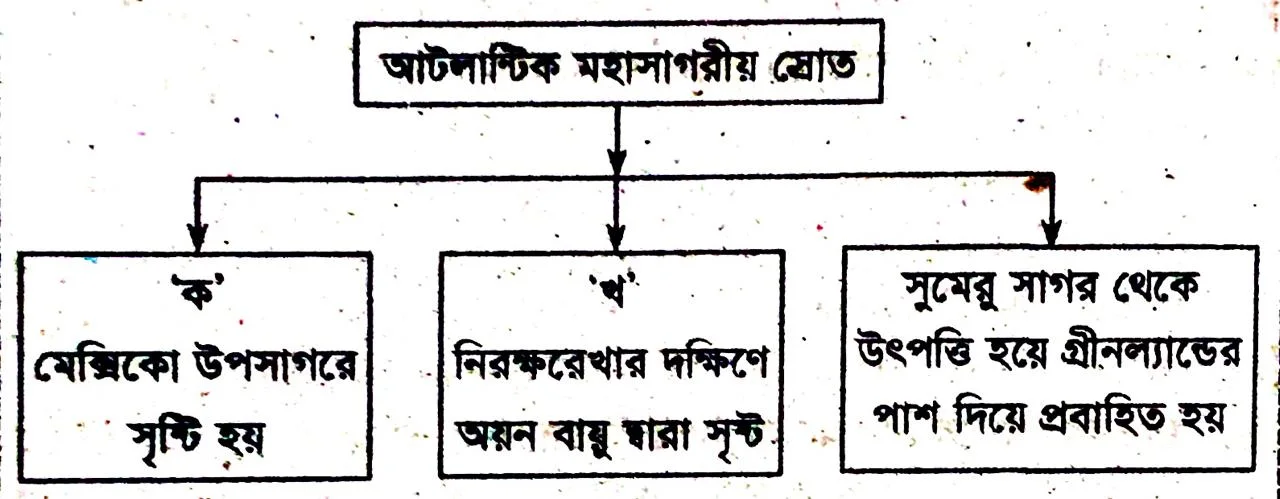 আটলান্টিক মহাসাগরীয় স্রোত
'ক'
মেক্সিকো উপসাগরে
সৃষ্টি হয়
'খ'
নিরক্ষরেখার দক্ষিণে
অয়ন বায়ু দ্বারা সৃষ্ট
সুমেরু সাগর থেকে
উৎপত্তি হয়ে গ্রীনল্যান্ডের
পাশ দিয়ে প্রবাহিত হয়